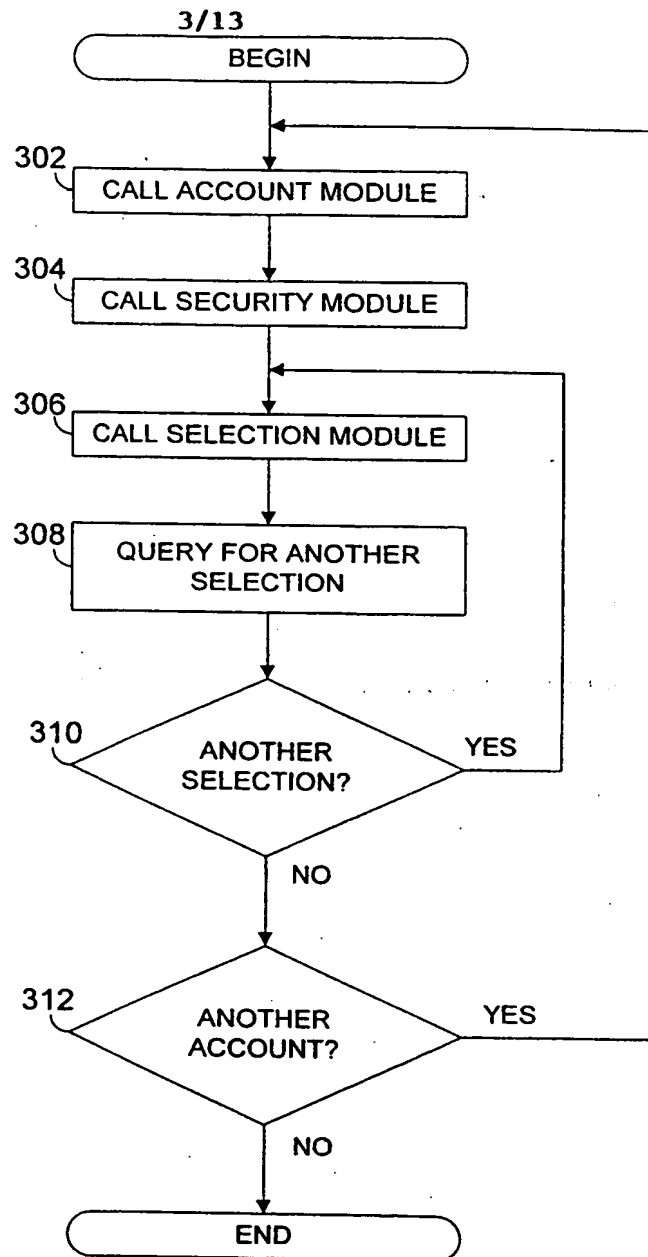 3/13
BEGIN
302
CALL ACCOUNT MODULE
304
CALL SECURITY MODULE
306
CALL SELECTION MODULE
308
QUERY FOR ANOTHER
SELECTION
310
ANOTHER
SELECTION?
YES
NO
312
ANOTHER
ACCOUNT?
YES
NO
END